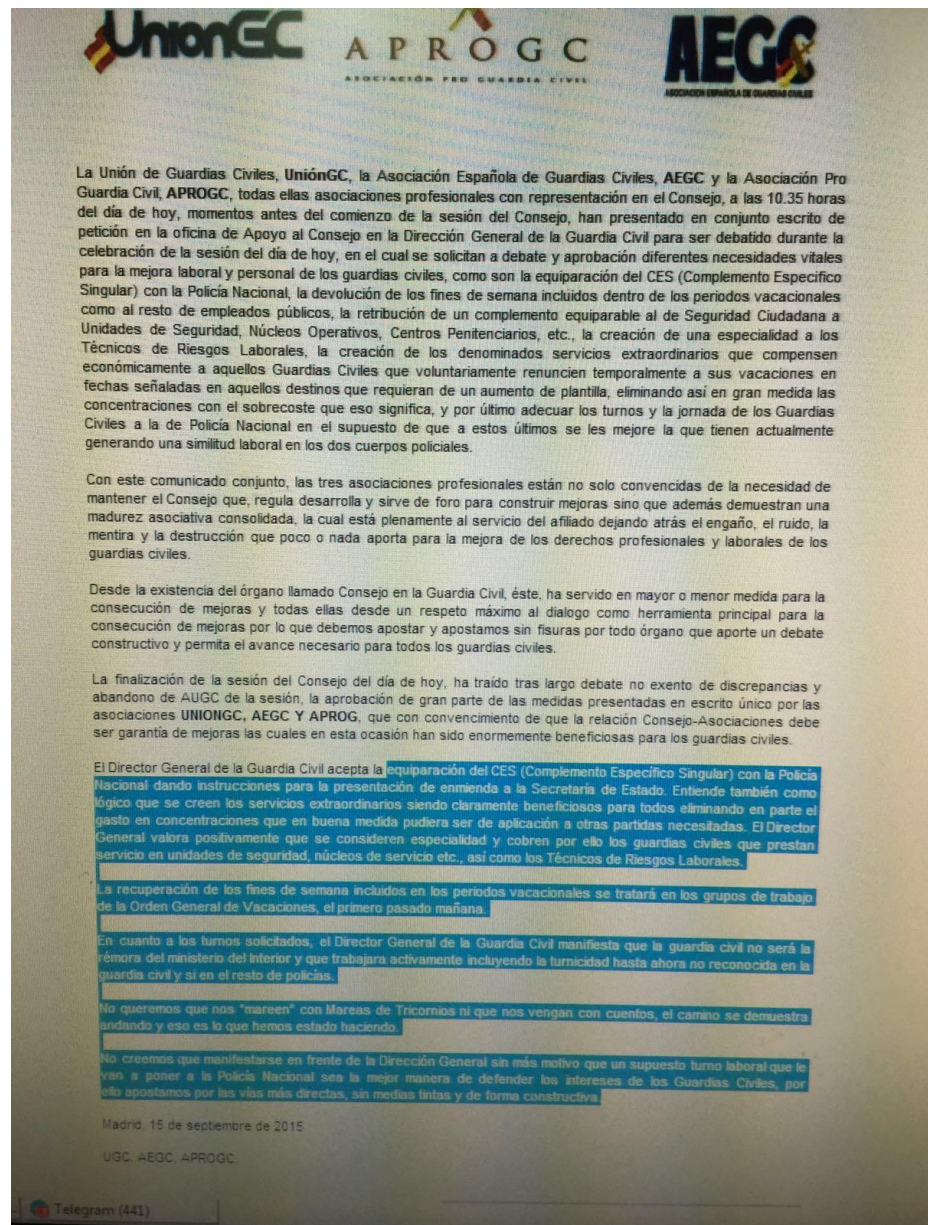 UnionGC
APROGC
ASOCIACIÓN PRO GUARDIA CIVIL
AEGC
ASOCIACIÓN ESPAÑOLA DE GUARDIAS CIVILES
La Unión de Guardias Civiles, UniónGC, la Asociación Española de Guardias Civiles, AEGC y la Asociación Pro
Guardia Civil, APROGC, todas ellas asociaciones profesionales con representación en el Consejo, a las 10.35 horas
del día de hoy, momentos antes del comienzo de la sesión del Consejo, han presentado en conjunto escrito de
petición en la oficina de Apoyo al Consejo en la Dirección General de la Guardia Civil para ser debatido durante la
celebración de la sesión del día de hoy, en el cual se solicitan a debate y aprobación diferentes necesidades vitales
para la mejora laboral y personal de los guardias civiles, como son la equiparación del CES (Complemento Especifico
Singular) con la Policía Nacional, la devolución de los fines de semana incluidos dentro de los periodos vacacionales
como al resto de empleados públicos, la retribución de un complemento equiparable al de Seguridad Ciudadana a
Unidades de Seguridad, Núcleos Operativos, Centros Penitenciarios, etc., la creación de una especialidad a los
Técnicos de Riesgos Laborales, la creación de los denominados servicios extraordinarios que compensen
económicamente a aquellos Guardias Civiles que voluntariamente renuncien temporalmente a sus vacaciones en
fechas señaladas en aquellos destinos que requieran de un aumento de plantilla, eliminando así en gran medida las
concentraciones con el sobrecoste que eso significa, y por último adecuar los turnos y la jornada de los Guardias
Civiles a la de Policía Nacional en el supuesto de que a estos últimos se les mejore la que tienen actualmente
generando una similitud laboral en los dos cuerpos policiales.
Con este comunicado conjunto, las tres asociaciones profesionales están no solo convencidas de la necesidad de
mantener el Consejo que, regula desarrolla y sirve de foro para construir mejoras sino que además demuestran una
madurez asociativa consolidada, la cual está plenamente al servicio del afiliado dejando atrás el engaño, el ruido, la
mentira y la destrucción que poco o nada aporta para la mejora de los derechos profesionales y laborales de los
guardias civiles.
Desde la existencia del órgano llamado Consejo en la Guardia Civil, éste, ha servido en mayor o menor medida para la
consecución de mejoras y todas ellas desde un respeto máximo al dialogo como herramienta principal para la
consecución de mejoras por lo que debemos apostar y apostamos sin fisuras por todo órgano que aporte un debate
constructivo y permita el avance necesario para todos los guardias civiles.
La finalización de la sesión del Consejo del día de hoy, ha traído tras largo debate no exento de discrepancias y
abandono de AUGC de la sesión, la aprobación de gran parte de las medidas presentadas en escrito único por las
asociaciones UNIONGC, AEGC Y APROG, que con convencimiento de que la relación Consejo-Asociaciones debe
ser garantía de mejoras las cuales en esta ocasión han sido enormemente beneficiosas para los guardias civiles.
El Director General de la Guardia Civil acepta la equiparación del CES (Complemento Específico Singular) con la Policía
Nacional dando instrucciones para la presentación de enmienda a la Secretaría de Estado. Entiende también como
lógico que se creen los servicios extraordinarios siendo claramente beneficiosos para todos eliminando en parte el
gasto en concentraciones que en buena medida pudiera ser de aplicación a otras partidas necesitadas. El Director
General valora positivamente que se consideren especialidad y cobren por ello los guardias civiles que prestan
servicio en unidades de seguridad, núcleos de servicio etc., así como los Técnicos de Riesgos Laborales.
La recuperación de los fines de semana incluidos en los periodos vacacionales se tratará en los grupos de trabajo
de la Orden General de Vacaciones, el primero pasado mañana.
En cuanto a los turnos solicitados, el Director General de la Guardia Civil manifiesta que la guardia civil no será la
rémora del ministerio del Interior y que trabajara activamente incluyendo la turnicidad hasta ahora no reconocida en la
guardia civil y si en el resto de policías.
No queremos que nos "mareen" con Mareas de Tricornios ni que nos vengan con cuentos, el camino se demuestra
andando y eso es lo que hemos estado haciendo.
No creemos que manifestarse en frente de la Dirección General sin más motivo que un supuesto turno laboral que le
van a poner a la Policía Nacional sea la mejor manera de defender los intereses de los Guardias Civiles, por
ello apostamos por las vías más directas, sin medias tintas y de forma constructiva.
Madrid, 15 de septiembre de 2015
UGC, AEGC, APROGC.
Telegram (441)